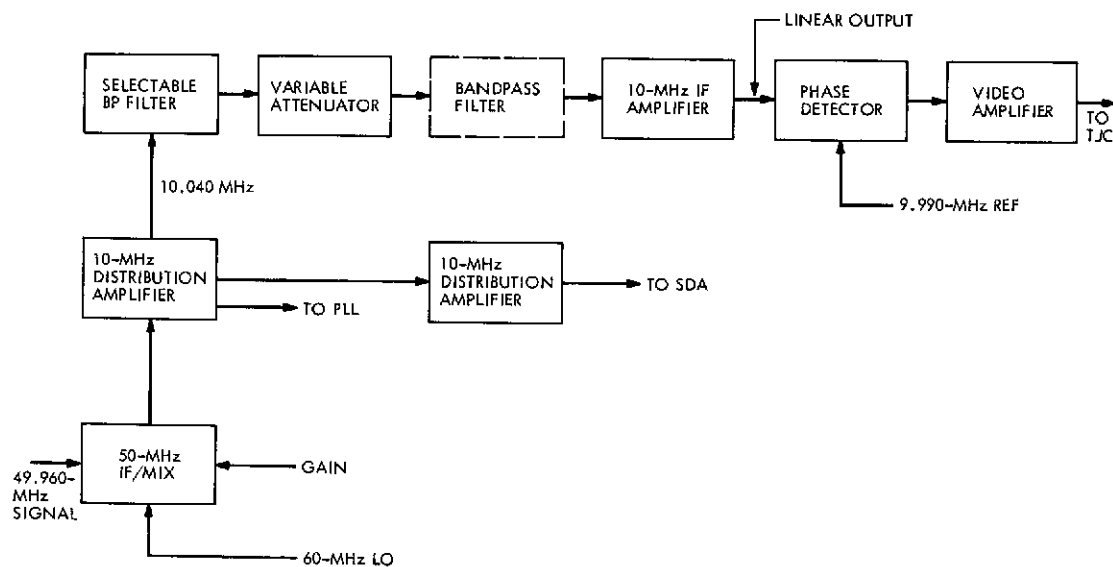 LINEAR OUTPUT
SELECTABLE
BP FILTER
VARIABLE
ATTENUATOR
BANDPASS
FILTER
10-MHz IF
AMPLIFIER
PHASE
DETECTOR
VIDEO
AMPLIFIER
TO
TJC
10.040 MHz
9.990-MHz REF
10-MHz
DISTRIBUTION
AMPLIFIER
10-MHz
DISTRIBUTION
AMPLIFIER
TO SDA
TO PLL
50-MHz
IF/MIX
GAIN
49.960-
MHz
SIGNAL
60-MHz LO